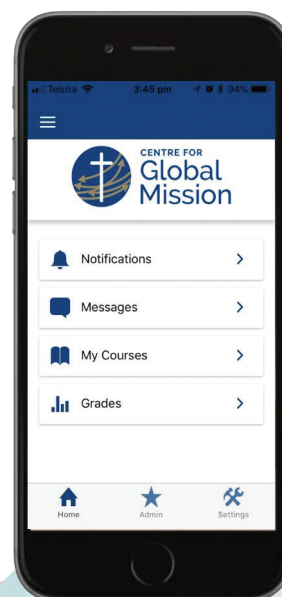 Telstra 3:45 pm 94%
CENTRE FOR
Global
Mission
Notifications
Messages
My Courses
Grades
Home Admin Settings